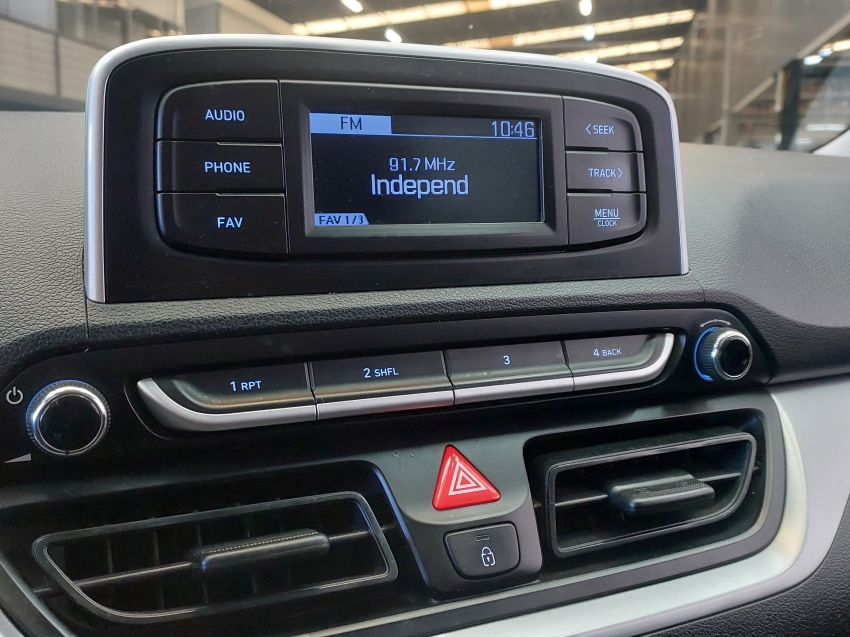 AUDIO
PHONE
FAV
FM 10:46
91.7 MHz
Independ
FAV 1/3
<SEEK
TRACK>
MENU
CLOCK
1 RPT
2 SHFL
3
4 BACK